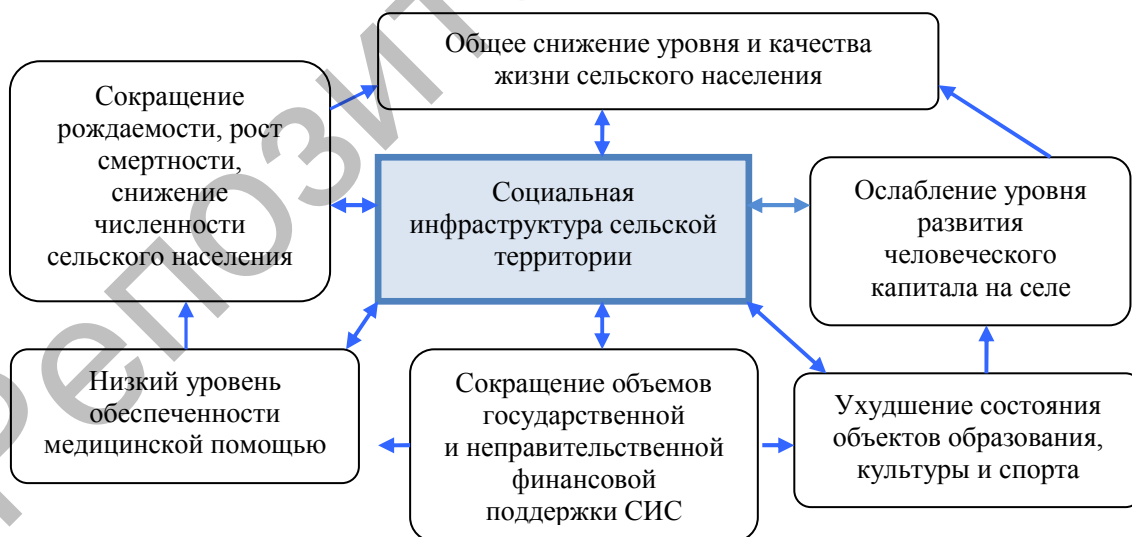 Общее снижение уровня и качества
жизни сельского населения
Сокращение
рождаемости, рост
смертности,
снижение
численности
сельского населения
Социальная
инфраструктура сельской
территории
Ослабление уровня
развития
человеческого
капитала на селе
Низкий уровень
обеспеченности
медицинской помощью
Сокращение объемов
государственной
и неправительственной
финансовой
поддержки СИС
Ухудшение состояния
объектов образования,
культуры и спорта